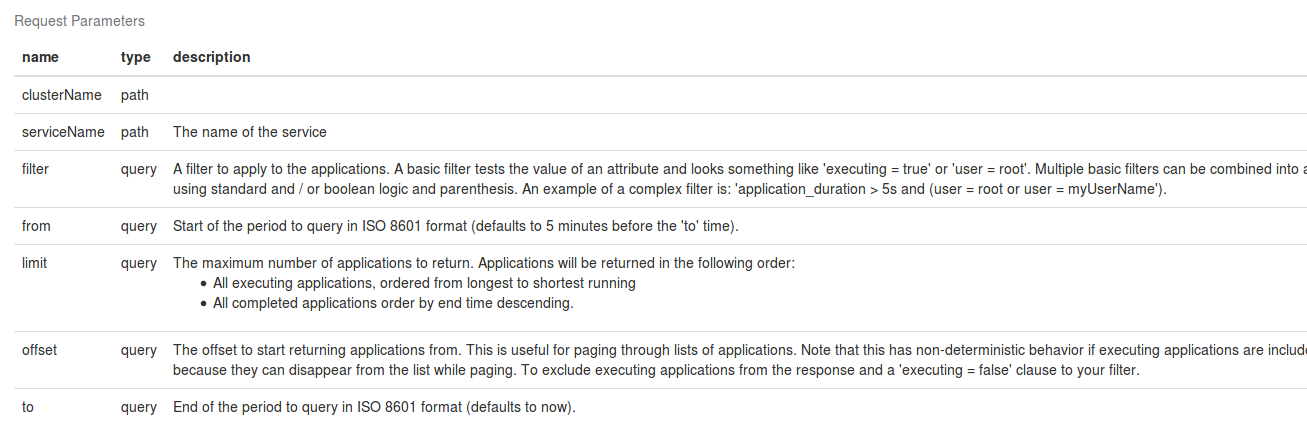 Request Parameters
name type description
clusterName path
serviceName path The name of the service
filter query A filter to apply to the applications. A basic filter tests the value of an attribute and looks something like 'executing = true' or 'user = root'. Multiple basic filters can be combined into a
using standard and / or boolean logic and parenthesis. An example of a complex filter is: 'application_duration > 5s and (user = root or user = myUserName').
from query Start of the period to query in ISO 8601 format (defaults to 5 minutes before the 'to' time).
limit query The maximum number of applications to return. Applications will be returned in the following order:
• All executing applications, ordered from longest to shortest running
• All completed applications order by end time descending.
offset query The offset to start returning applications from. This is useful for paging through lists of applications. Note that this has non-deterministic behavior if executing applications are include
because they can disappear from the list while paging. To exclude executing applications from the response and a 'executing = false' clause to your filter.
to query End of the period to query in ISO 8601 format (defaults to now).